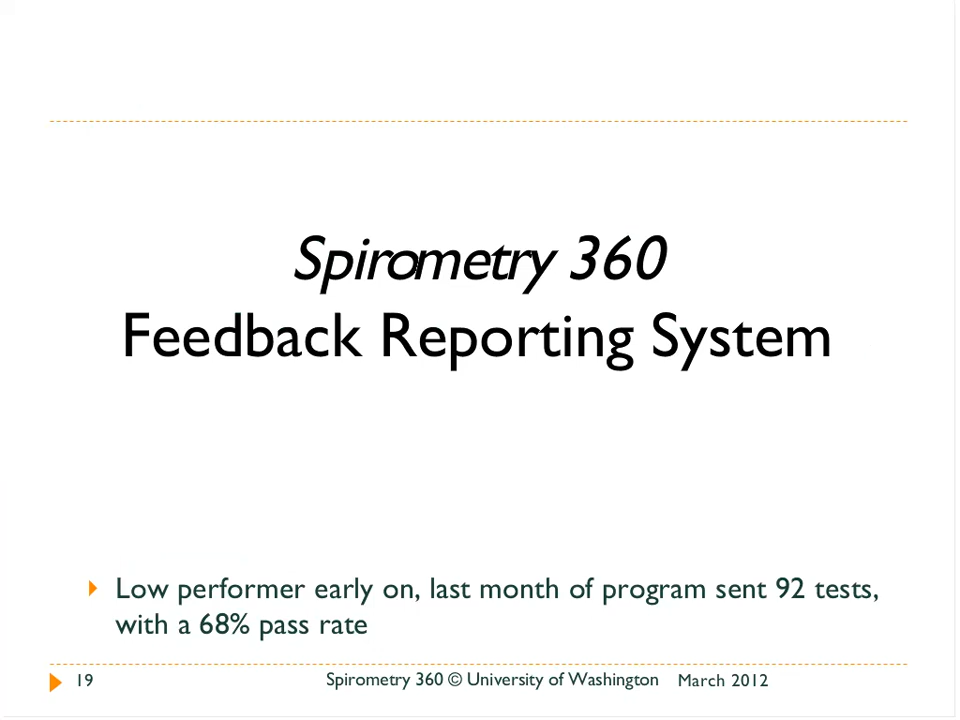 Spirometry 360
Feedback Reporting System
Low performer early on, last month of program sent 92 tests,
with a 68% pass rate
19 Spirometry 360 © University of Washington March 2012